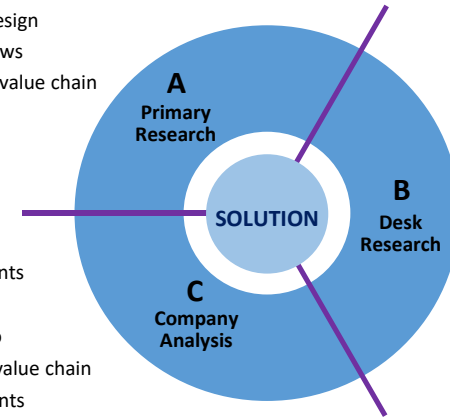 esign
ws
value chain
A
Primary
Research
B
Desk
Research
SOLUTION
nts
C
Company
Analysis
value chain
nts